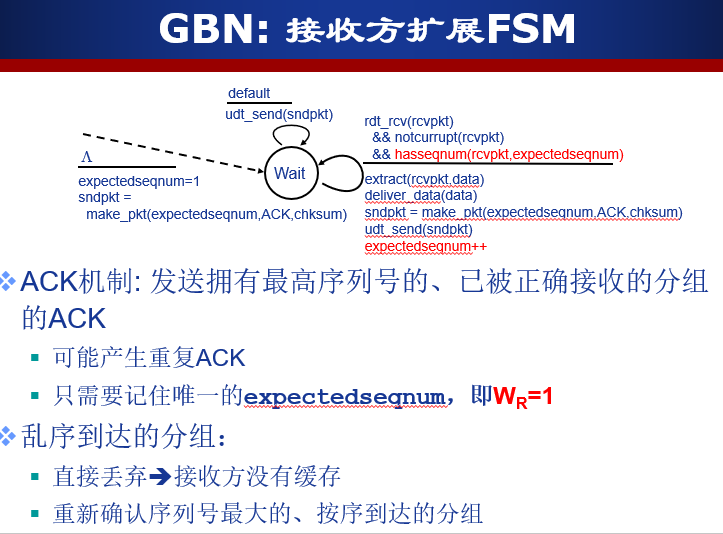 GBN: 接收方扩展FSM
default
udt_send(sndpkt)
Λ
expectedseqnum=1
sndpkt =
make_pkt(expectedseqnum,ACK,chksum)
Wait
rdt_rcv(rcvpkt)
&& notcurrupt(rcvpkt)
&& hasseqnum(rcvpkt,expectedseqnum)
extract(rcvpkt,data)
deliver_data(data)
sndpkt = make_pkt(expectedseqnum,ACK,chksum)
udt_send(sndpkt)
expectedseqnum++
ACK机制: 发送拥有最高序列号的、已被正确接收的分组
的ACK
可能产生重复ACK
只需要记住唯一的expectedseqnum，即WR=1
乱序到达的分组：
直接丢弃➔接收方没有缓存
重新确认序列号最大的、按序到达的分组